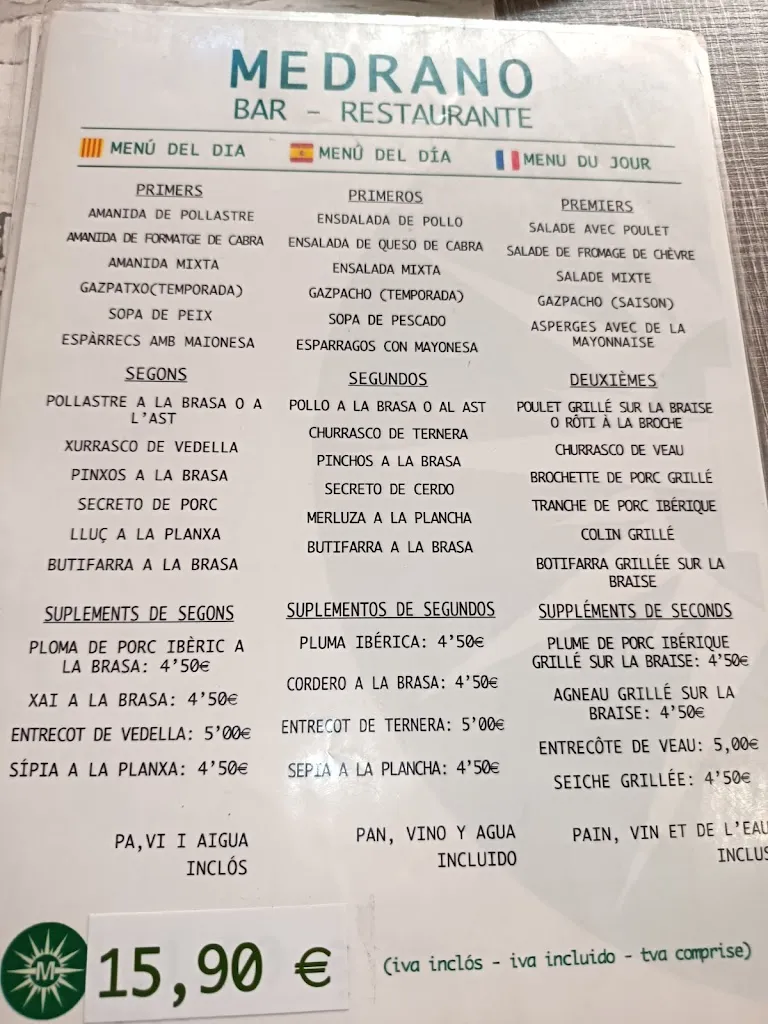 MEDRANO
BAR - RESTAURANTE
MENÚ DEL DIA
PRIMERS
AMANIDA DE POLLASTRE
AMANIDA DE FORMATGE DE CABRA
AMANIDA MIXTA
GAZPATXO(TEMPORADA)
SOPA DE PEIX
ESPÀRRECS AMB MAIONESA
SEGONS
POLLASTRE A LA BRASA O A
L'AST
XURRASCO DE VEDELLA
PINXOS A LA BRASA
SECRETO DE PORC
LLUÇ A LA PLANXA
BUTIFARRA A LA BRASA
SUPLEMENTS DE SEGONS
PLOMA DE PORC IBÈRIC A
LA BRASA: 4'50€
XAI A LA BRASA: 4'50€
ENTRECOT DE VEDELLA: 5'00€
SÍPIA A LA PLANXA: 4'50€
PA,VI I AIGUA
INCLÓS
MENÚ DEL DÍA
PRIMEROS
ENSDALADA DE POLLO
ENSALADA DE QUESO DE CABRA
ENSALADA MIXTA
GAZPACHO (TEMPORADA)
SOPA DE PESCADO
ESPARRAGOS CON MAYONESA
SEGUNDOS
POLLO A LA BRASA O AL AST
CHURRASCO DE TERNERA
PINCHOS A LA BRASA
SECRETO DE CERDO
MERLUZA A LA PLANCHA
BUTIFARRA A LA BRASA
SUPLEMENTOS DE SEGUNDOS
PLUMA IBÉRICA: 4'50€
CORDERO A LA BRASA: 4'50€
ENTRECOT DE TERNERA: 5'00€
SEPIA A LA PLANCHA: 4'50€
PAN, VINO Y AGUA
INCLUIDO
MENU DU JOUR
PREMIERS
SALADE AVEC POULET
SALADE DE FROMAGE DE CHÈVRE
SALADE MIXTE
GAZPACHO (SAISON)
ASPERGES AVEC DE LA
MAYONNAISE
DEUXIÈMES
POULET GRILLÉ SUR LA BRAISE
O RÔTI À LA BROCHE
CHURRASCO DE VEAU
BROCHETTE DE PORC GRILLÉ
TRANCHE DE PORC IBÉRIQUE
COLIN GRILLÉ
BOTIFARRA GRILLÉE SUR LA
BRAISE
SUPPLÉMENTS DE SECONDS
PLUME DE PORC IBÉRIQUE
GRILLÉ SUR LA BRAISE: 4'50€
AGNEAU GRILLÉ SUR LA
BRAISE: 4'50€
ENTRECÔTE DE VEAU: 5,00€
SEICHE GRILLÉE: 4'50€
PAIN, VIN ET DE L'EAU
INCLUS
M
15,90 €
(iva inclós - iva incluido - tva comprise)